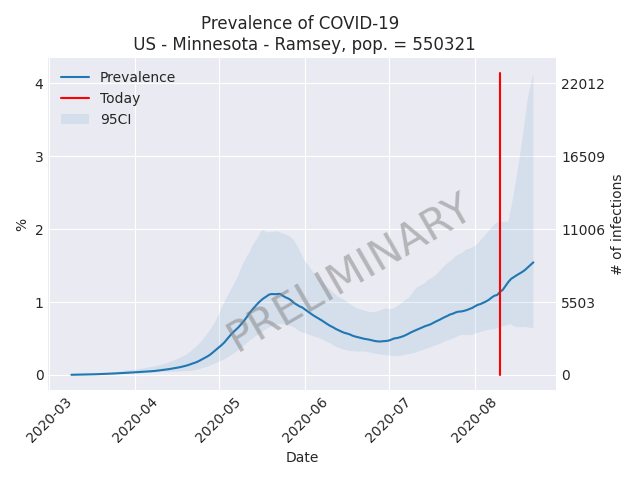 Prevalence of COVID-19
US - Minnesota - Ramsey, pop. = 550321
Prevalence
Today
95CI
PRELIMINARY
%
4
3
2
1
0
22012
16509
11006
5503
0
# of infections
2020-03
2020-04
2020-05
2020-06
2020-07
2020-08
Date